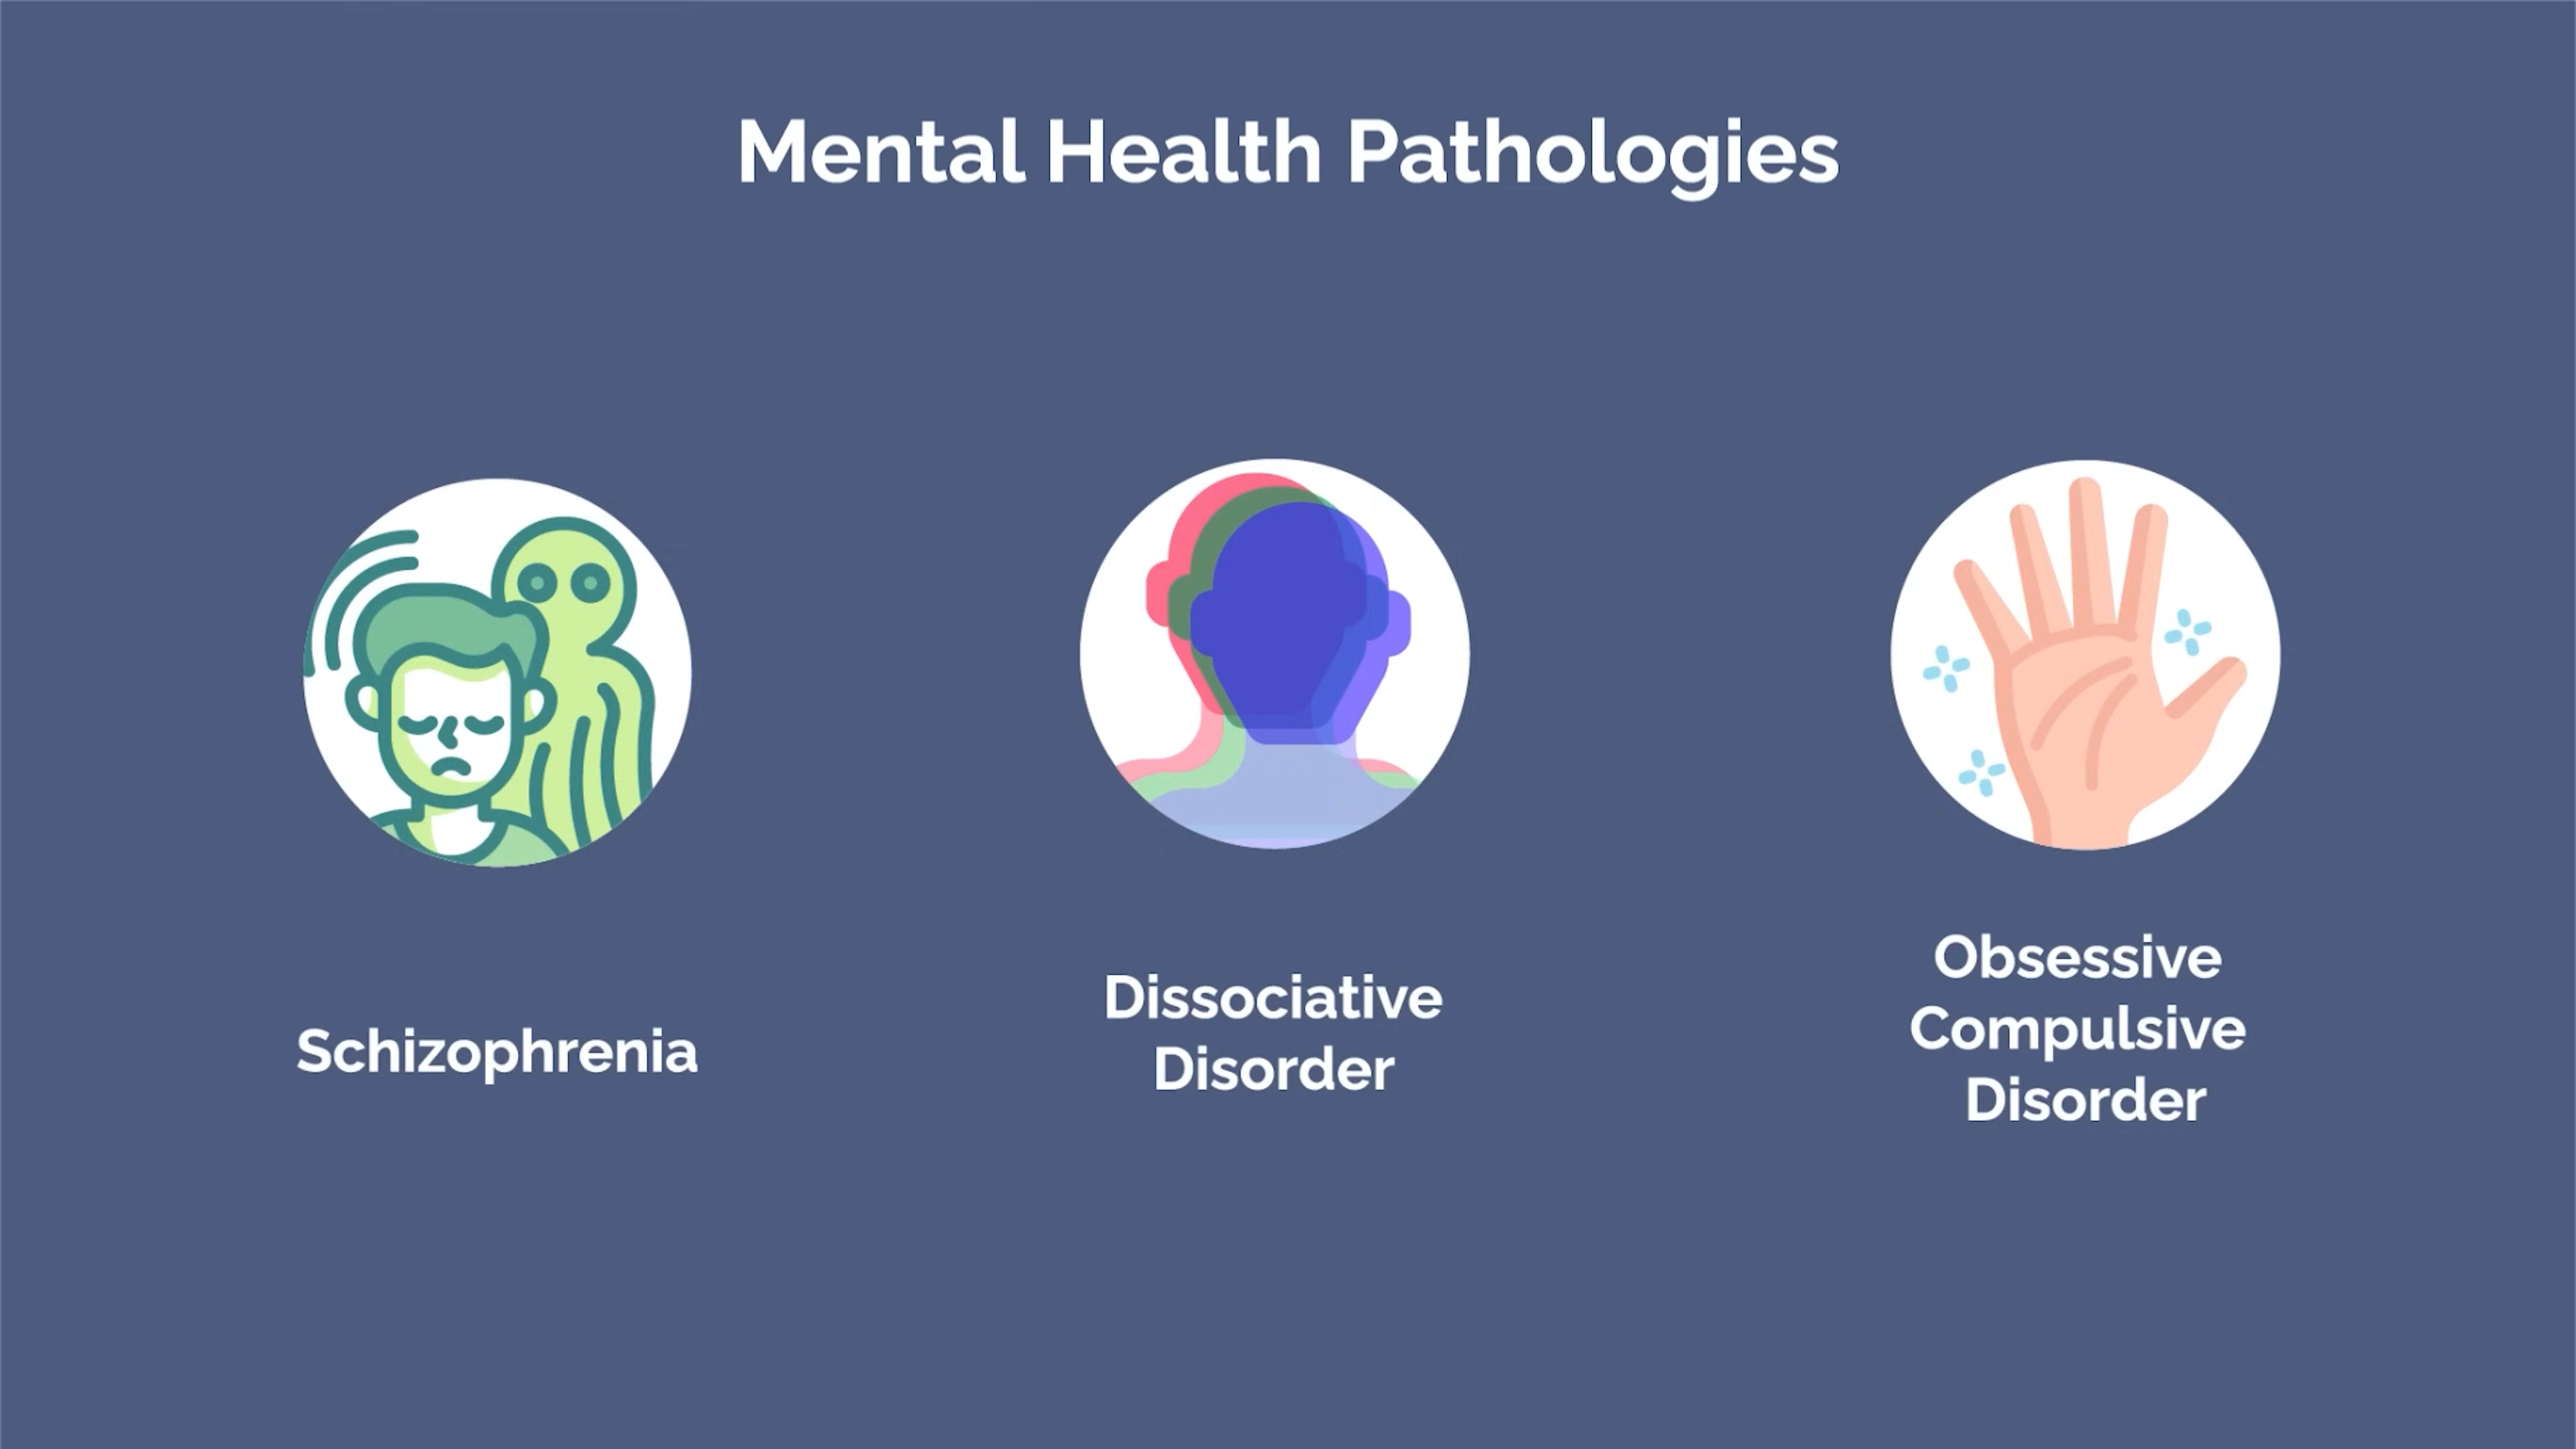 Mental Health Pathologies
Schizophrenia
Dissociative
Disorder
Obsessive
Compulsive
Disorder